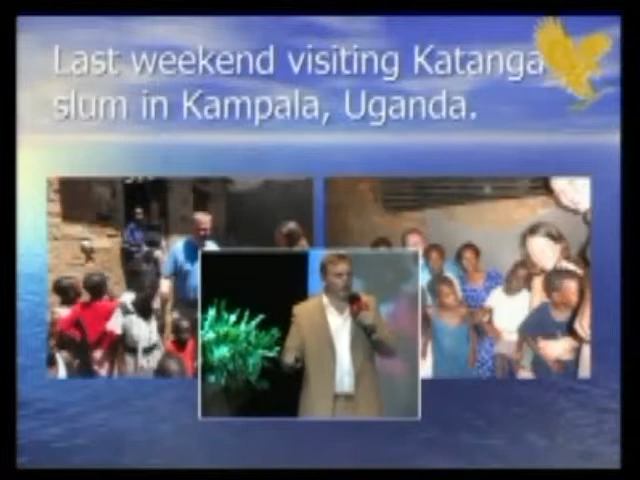 Last weekend visiting Katanga
slum in Kampala, Uganda.